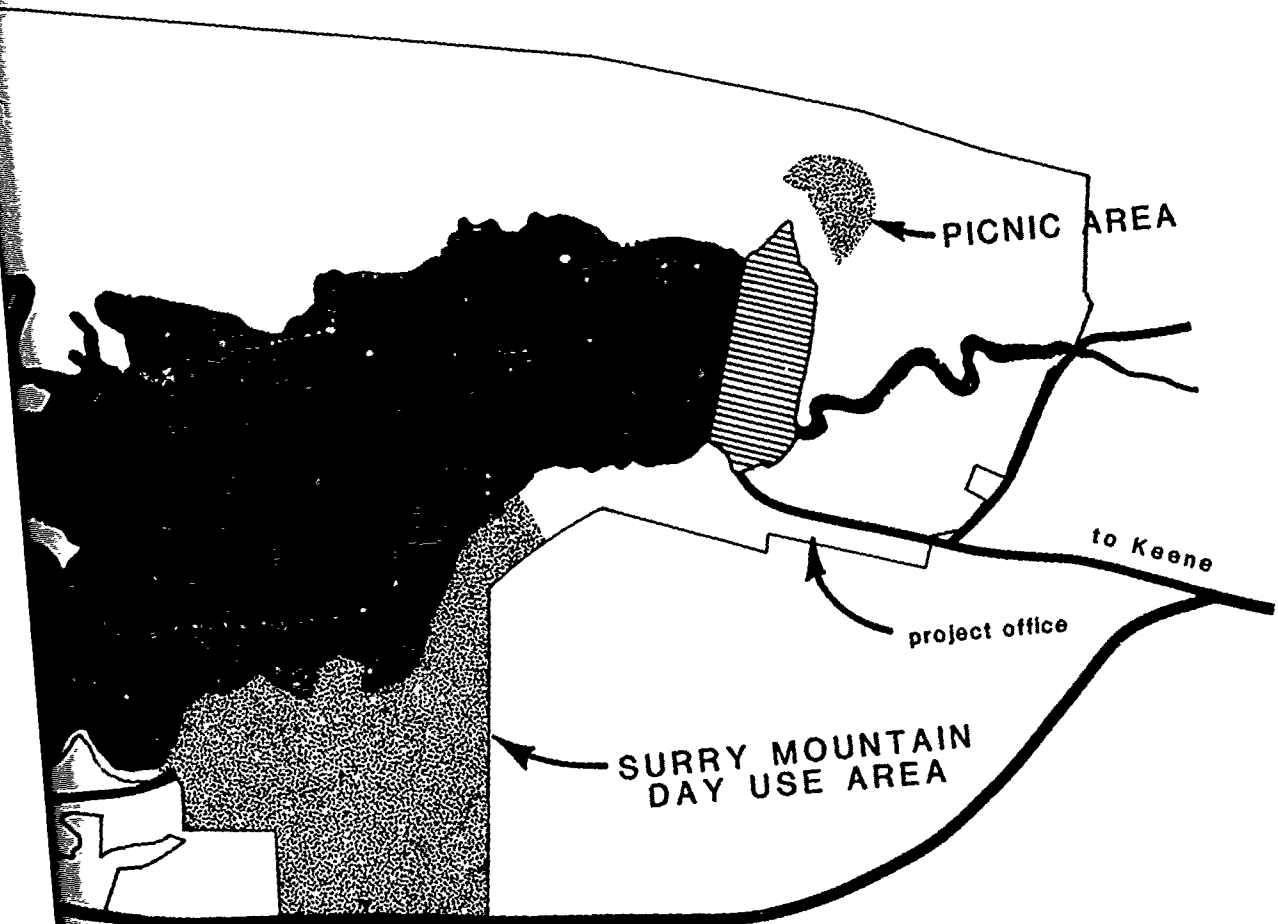 PICNIC AREA
to Keene
project office
SURRY MOUNTAIN
DAY USE AREA